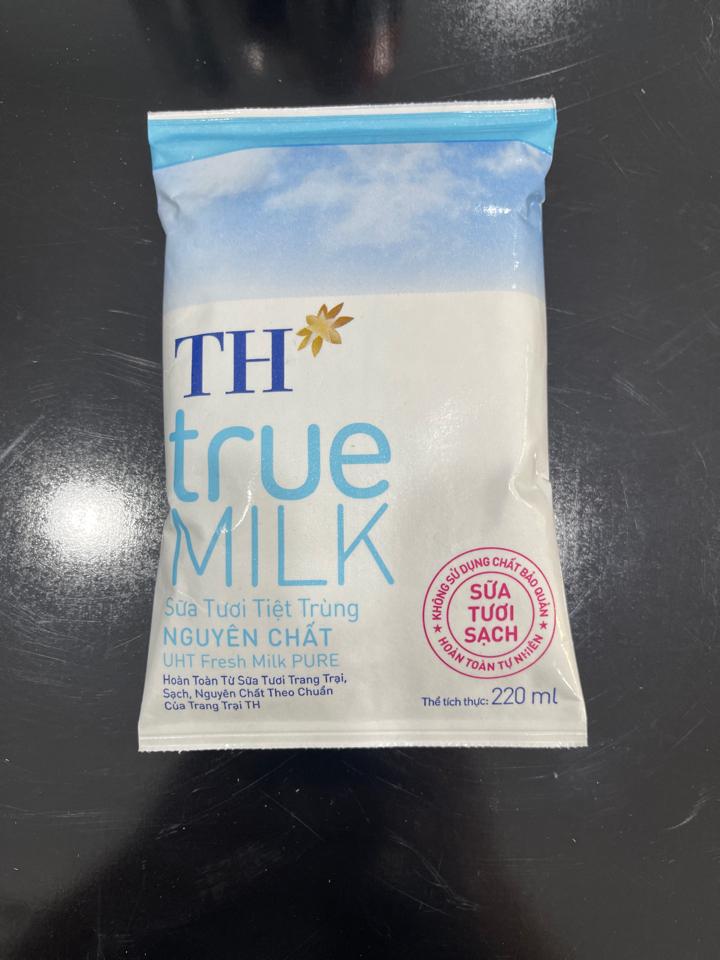 TH
true
MILK
Sữa Tươi Tiệt Trùng
NGUYÊN CHẤT
UHT Fresh Milk PURE
Hoàn Toàn Từ Sữa Tươi Trang Trại,
Sạch, Nguyên Chất Theo Chuẩn
Của Trang Trại TH
KHÔNG SỬ DỤNG CHẤT BẢO QUẢN
SỮA
TƯƠI
SẠCH
★ HOÀN TOÀN TỰ NHIÊN ★
Thể tích thực: 220 ml